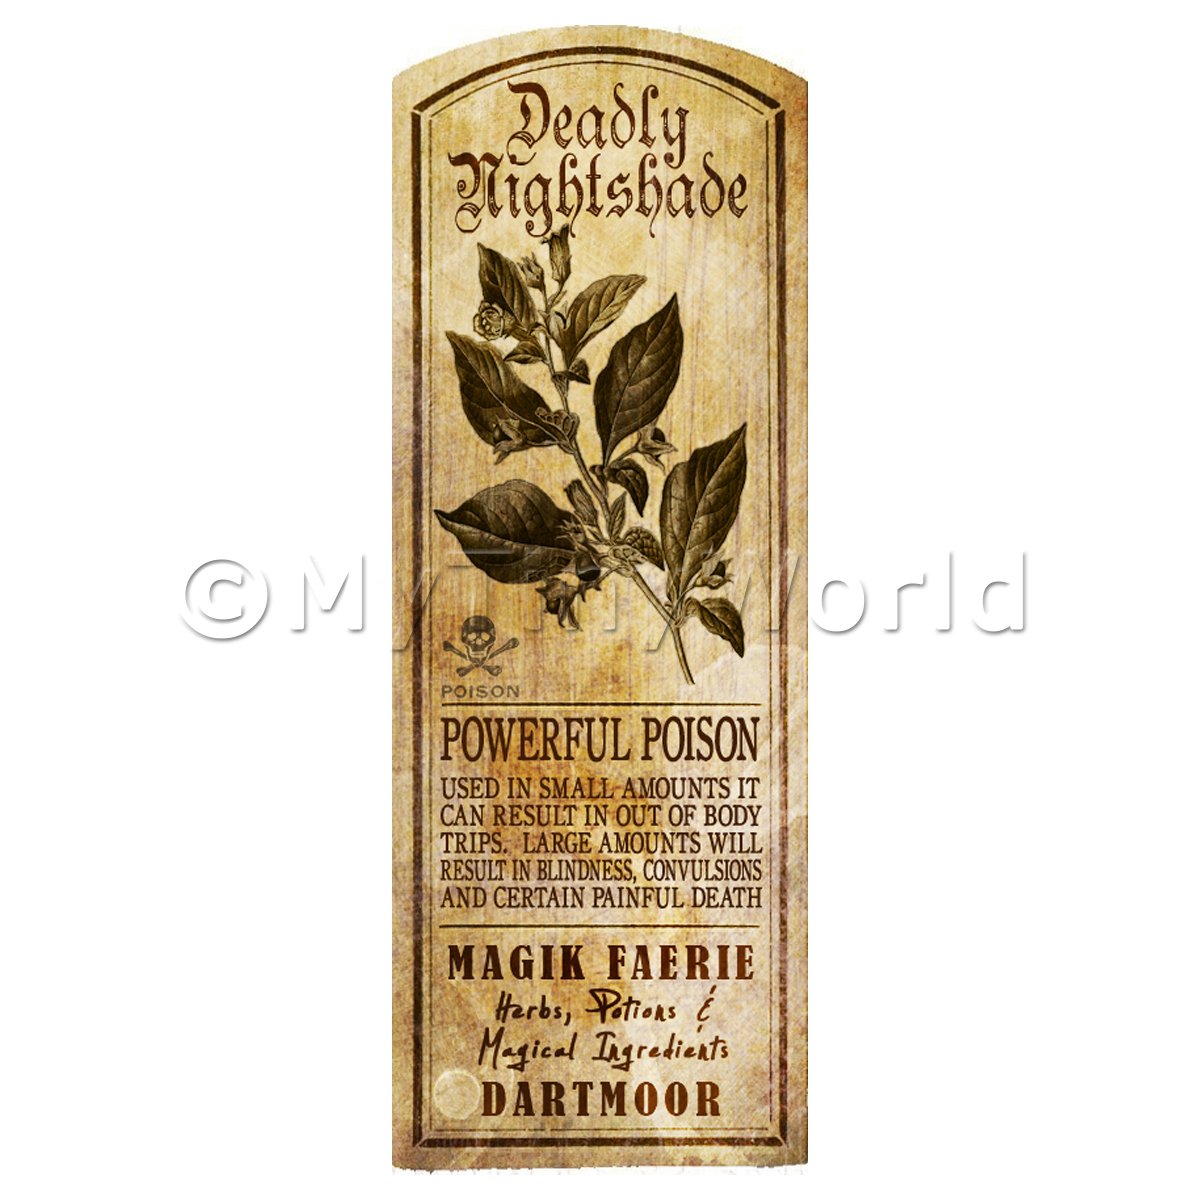 Deadly
Nightshade
©MyTinyWorld
POISON
POWERFUL POISON
USED IN SMALL AMOUNTS IT
CAN RESULT IN OUT OF BODY
TRIPS. LARGE AMOUNTS WILL
RESULT IN BLINDNESS, CONVULSIONS
AND CERTAIN PAINFUL DEATH
MAGIK FAERIE
Herbs, Potions &
Magical Ingredients
DARTMOOR